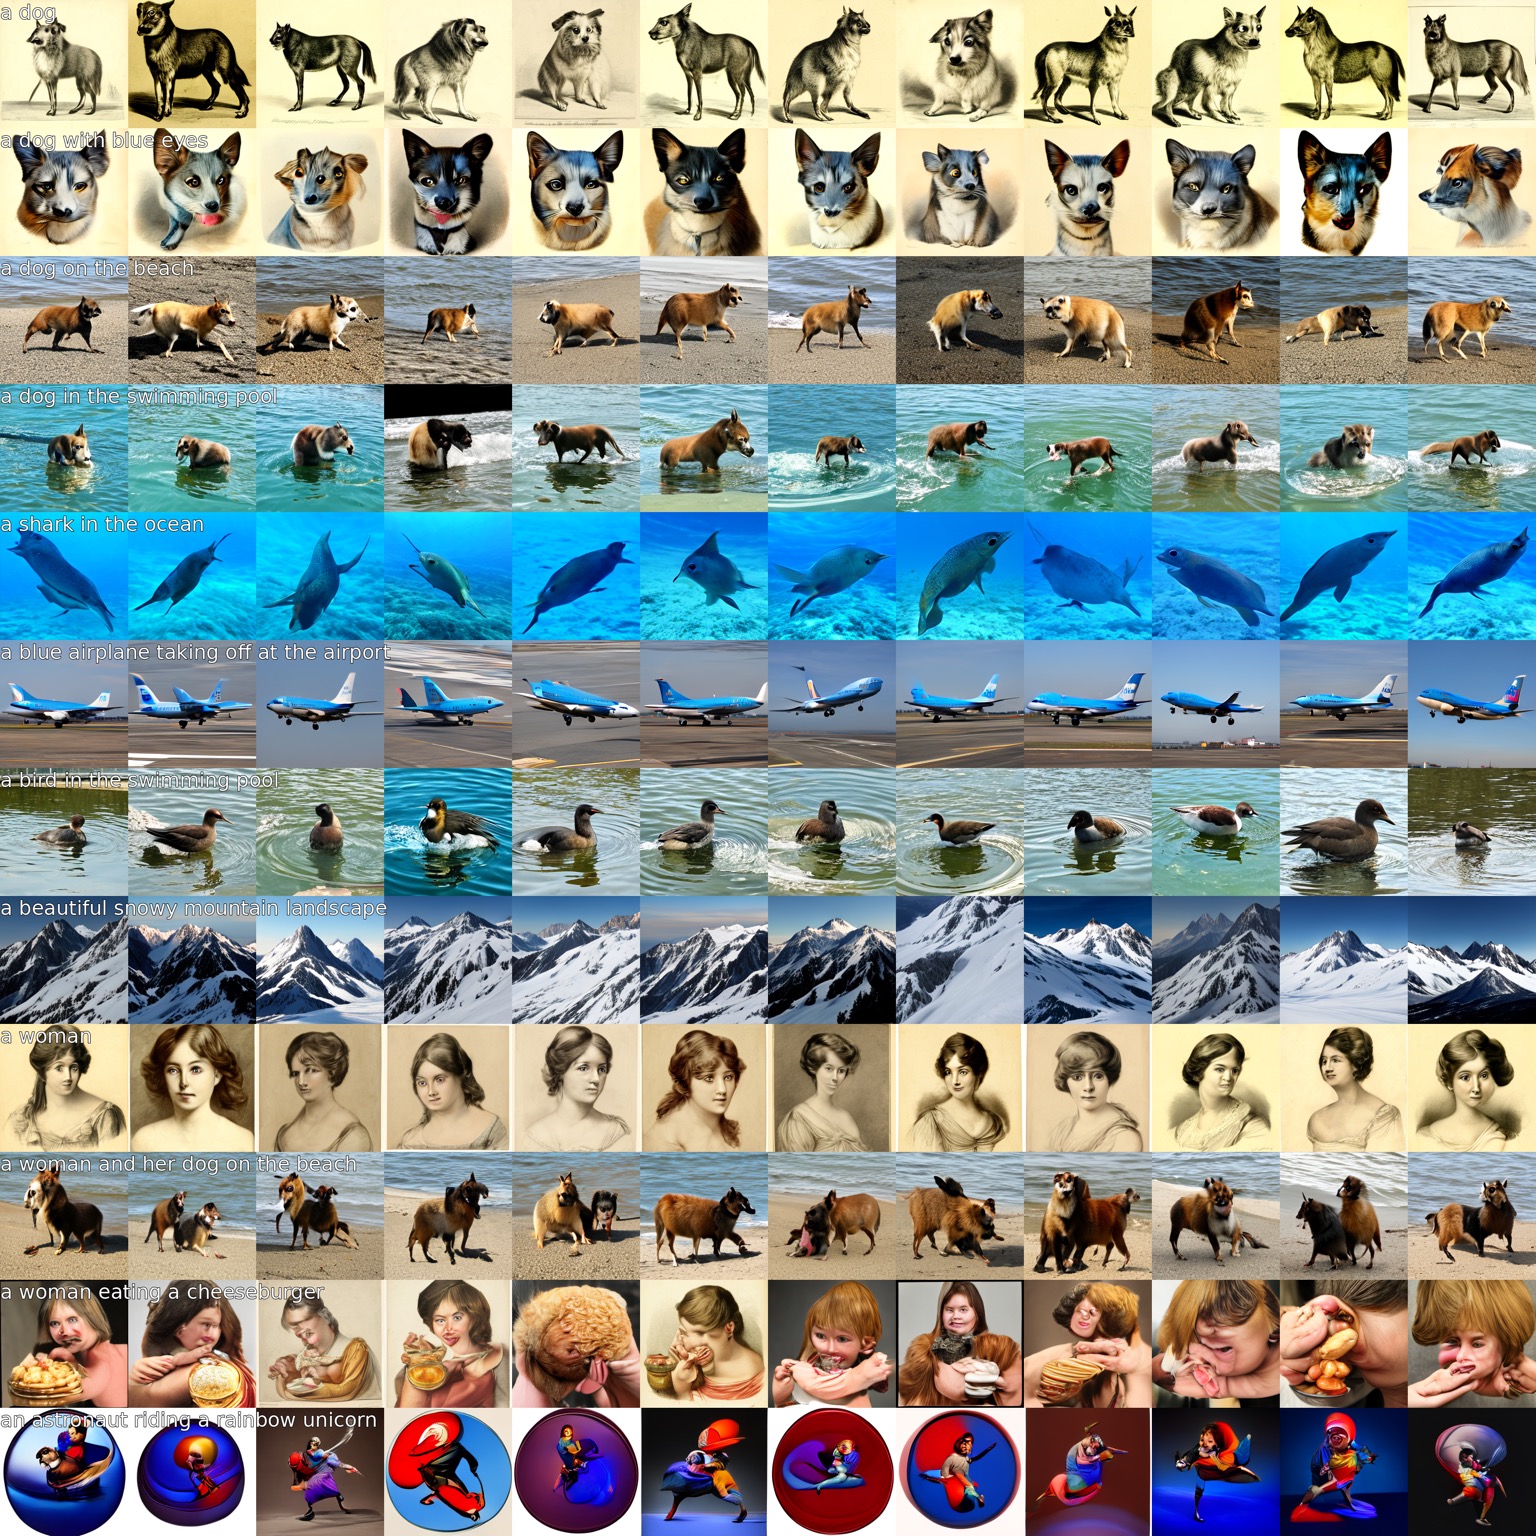 a dog
a dog with blue eyes
a dog on the beach
a dog in the swimming pool
a shark in the ocean
a blue airplane taking off at the airport
a bird in the swimming pool
a beautiful snowy mountain landscape
a woman
a woman and her dog on the beach
a woman eating a cheeseburger
an astronaut riding a rainbow unicorn